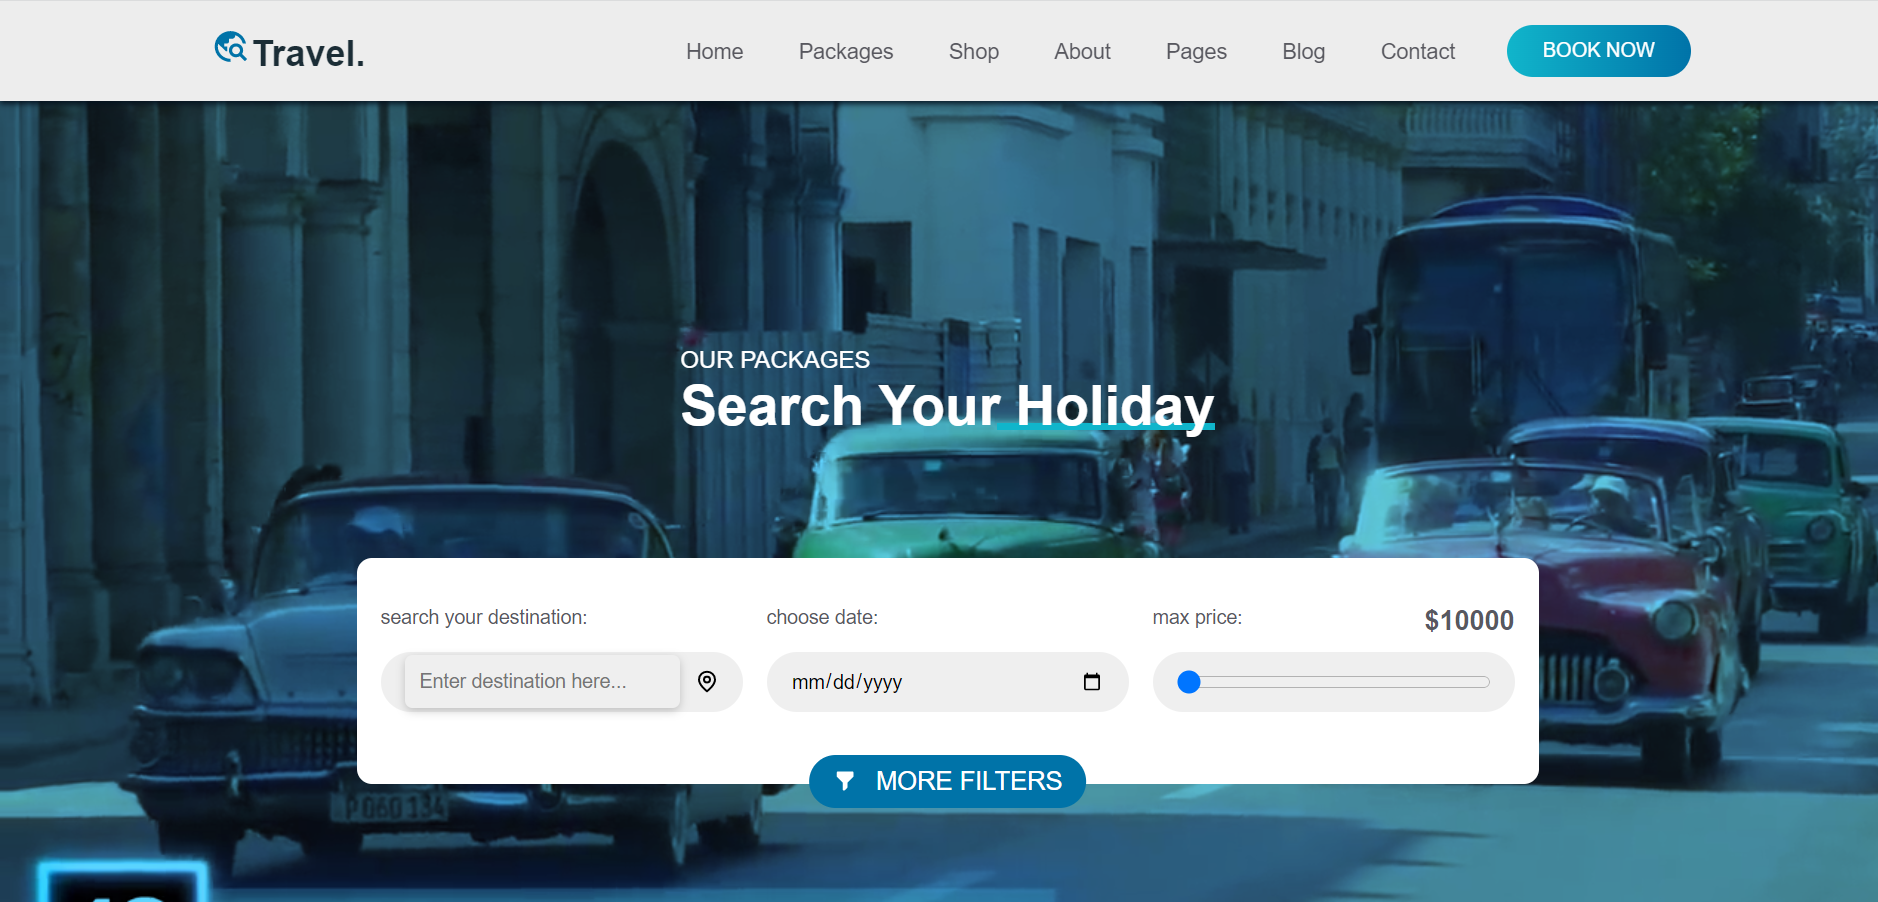 Travel.
Home Packages Shop About Pages Blog Contact BOOK NOW
OUR PACKAGES
Search Your Holiday
search your destination: choose date: max price: $10000
Enter destination here... mm/dd/yyyy
MORE FILTERS
P060134